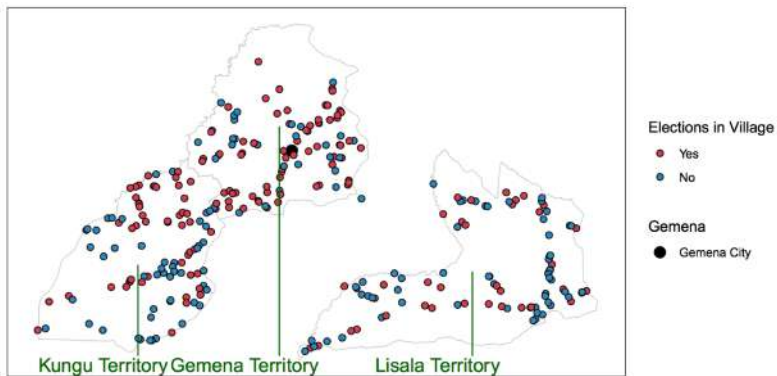 Elections in Village
Yes
No
Gemena
Gemena City
Kungu Territory
Gemena Territory
Lisala Territory